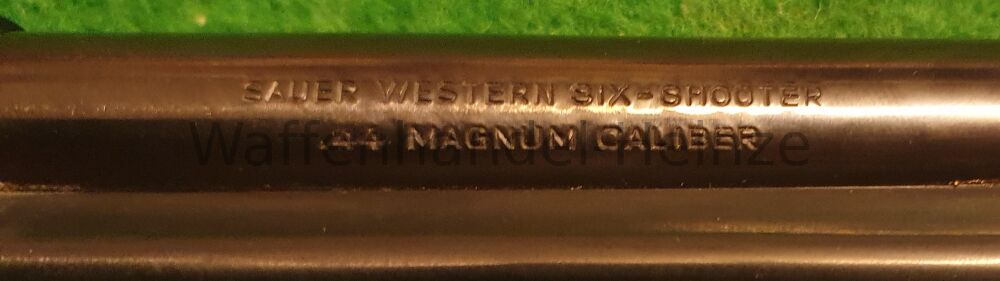 SAUER WESTERN SIX-SHOOTER
.44 MAGNUM CALIBER
Waffenhandel-Heinze